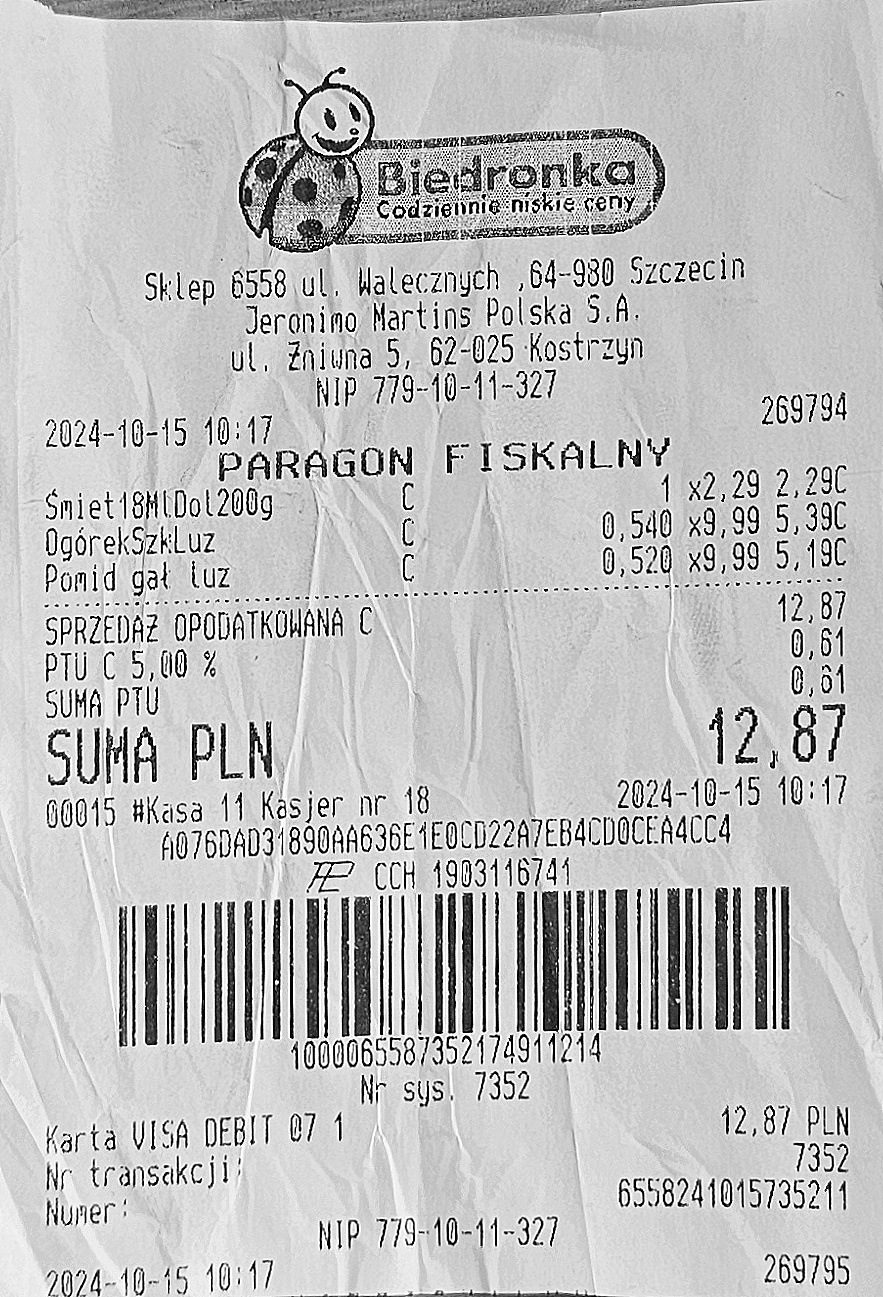 Biedronka
Codziennie niskie ceny
Sklep 6558 ul. Walecznych ,64-980 Szczecin
Jeronimo Martins Polska S.A.
ul. Żniwna 5, 62-025 Kostrzyn
NIP 779-10-11-327
2024-10-15 10:17 269794
PARAGON FISKALNY
Śmiet18MlDol200g C 1 x2,29 2,29C
OgórekSzkLuz C 0,540 x9,99 5,39C
Pomid gał luz C 0,520 x9,99 5,19C
SPRZEDAŻ OPODATKOWANA C 12,87
PTU C 5,00 % 0,61
SUMA PTU 0,61
SUMA PLN 12,87
00015 #Kasa 11 Kasjer nr 18 2024-10-15 10:17
A076DAD31890AA636E1E0CD22A7EB4CD0CEA4CC4
CCH 1903116741
1000065587352174911214
Nr sys. 7352
Karta VISA DEBIT 07 1 12,87 PLN
Nr transakcji: 7352
Numer: 6558241015735211
NIP 779-10-11-327
2024-10-15 10:17 269795